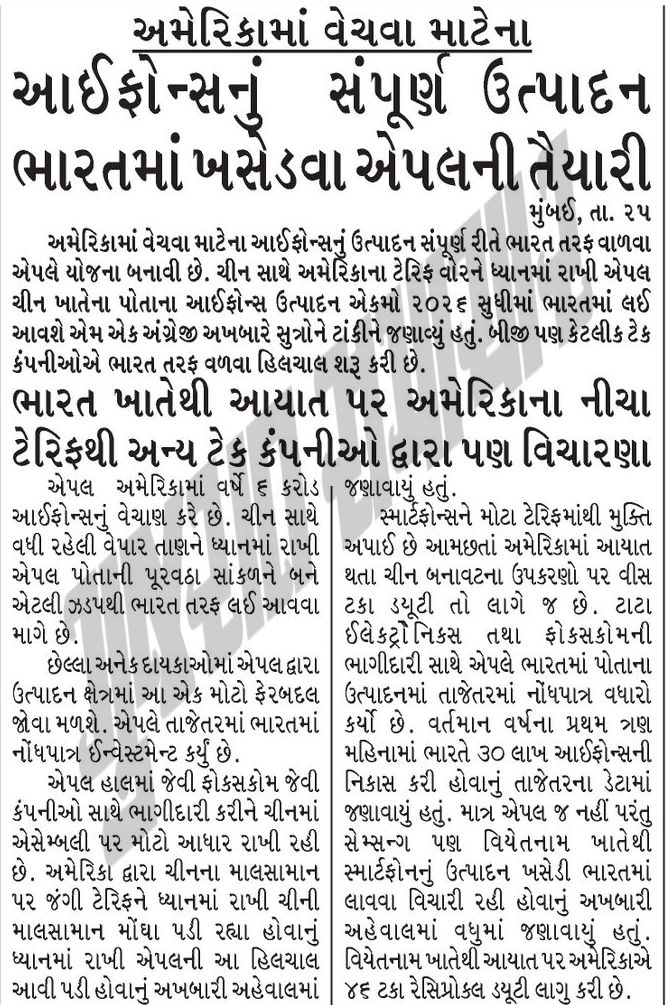 અમેરિકામાં વેચવા માટેના
આઈફોન્સનું સંપૂર્ણ ઉત્પાદન
ભારતમાં ખસેડવા એપલની તૈયારી
મુંબઈ, તા. ૨૫
અમેરિકામાં વેચવા માટેના આઈફોન્સનું ઉત્પાદન સંપૂર્ણ રીતે ભારત તરફ વાળવા
એપલે યોજના બનાવી છે. ચીન સાથે અમેરિકાના ટેરિફ વોરને ધ્યાનમાં રાખી એપલ
ચીન ખાતેના પોતાના આઈફોન્સ ઉત્પાદન એકમો ૨૦૨૬ સુધીમાં ભારતમાં લઈ
આવશે એમ એક અંગ્રેજી અખબારે સુત્રોને ટાંકીને જણાવ્યું હતું. બીજી પણ કેટલીક ટેક
કંપનીઓએ ભારત તરફ વળવા હિલચાલ શરૂ કરી છે.
ભારત ખાતેથી આયાત પર અમેરિકાના નીચા
ટેરિફથી અન્ય ટેક કંપનીઓ દ્વારા પણ વિચારણા
એપલ અમેરિકામાં વર્ષે ૬ કરોડ
આઈફોન્સનું વેચાણ કરે છે. ચીન સાથે
વધી રહેલી વેપાર તાણને ધ્યાનમાં રાખી
એપલ પોતાની પૂરવઠા સાંકળને બને
એટલી ઝડપથી ભારત તરફ લઈ આવવા
માગે છે.
છેલ્લા અનેક દાયકાઓમાં એપલ દ્વારા
ઉત્પાદન ક્ષેત્રમાં આ એક મોટો ફેરબદલ
જોવા મળશે. એપલે તાજેતરમાં ભારતમાં
નોંધપાત્ર ઈન્વેસ્ટમેન્ટ કર્યું છે.
એપલ હાલમાં જેવી ફોકસકોમ જેવી
કંપનીઓ સાથે ભાગીદારી કરીને ચીનમાં
એસેમ્બલી પર મોટો આધાર રાખી રહી
છે. અમેરિકા દ્વારા ચીનના માલસામાન
પર જંગી ટેરિફને ધ્યાનમાં રાખી ચીની
માલસામાન મોંઘા પડી રહ્યા હોવાનું
ધ્યાનમાં રાખી એપલની આ હિલચાલ
આવી પડી હોવાનું અખબારી અહેવાલમાં
જણાવાયું હતું.
સ્માર્ટફોન્સને મોટા ટેરિફમાંથી મુક્તિ
અપાઈ છે આમછતાં અમેરિકામાં આયાત
થતા ચીન બનાવટના ઉપકરણો પર વીસ
ટકા ડયૂટી તો લાગે જ છે. ટાટા
ઈલેકટ્રોનિકસ તથા ફોકસકોમની
ભાગીદારી સાથે એપલે ભારતમાં પોતાના
ઉત્પાદનમાં તાજેતરમાં નોંધપાત્ર વધારો
કર્યો છે. વર્તમાન વર્ષના પ્રથમ ત્રણ
મહિનામાં ભારતે ૩૦ લાખ આઈફોન્સની
નિકાસ કરી હોવાનું તાજેતરના ડેટામાં
જણાવાયું હતું. માત્ર એપલ જ નહીં પરંતુ
સેમ્સન્ગ પણ વિયેતનામ ખાતેથી
સ્માર્ટફોનનું ઉત્પાદન ખસેડી ભારતમાં
લાવવા વિચારી રહી હોવાનું અખબારી
અહેવાલમાં વધુમાં જણાવાયું હતું.
વિયેતનામ ખાતેથી આયાત પર અમેરિકાએ
૪૬ ટકા રેસિપ્રોકલ ડયૂટી લાગુ કરી છે.